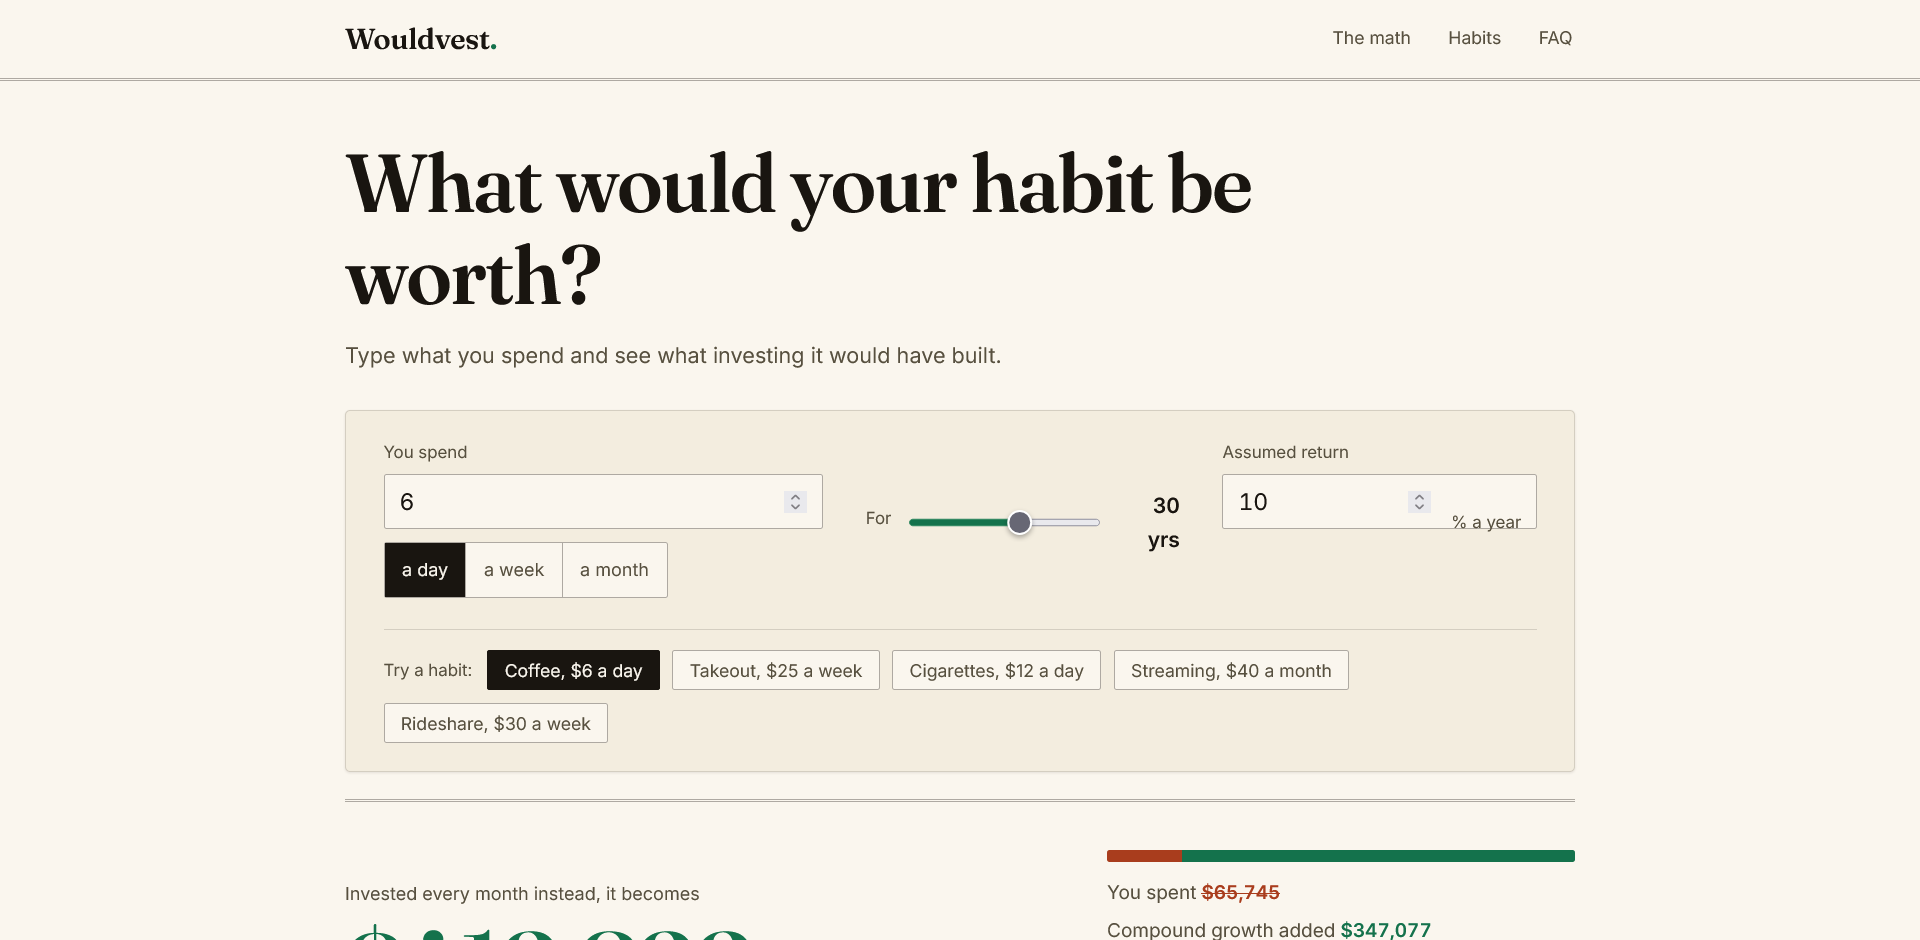 Wouldvest.
The math Habits FAQ
What would your habit be
worth?
Type what you spend and see what investing it would have built.
You spend
6
a day a week a month
For
30
yrs
Assumed return
10
% a year
Try a habit: Coffee, $6 a day Takeout, $25 a week Cigarettes, $12 a day Streaming, $40 a month
Rideshare, $30 a week
Invested every month instead, it becomes
You spent $65,745
Compound growth added $347,077